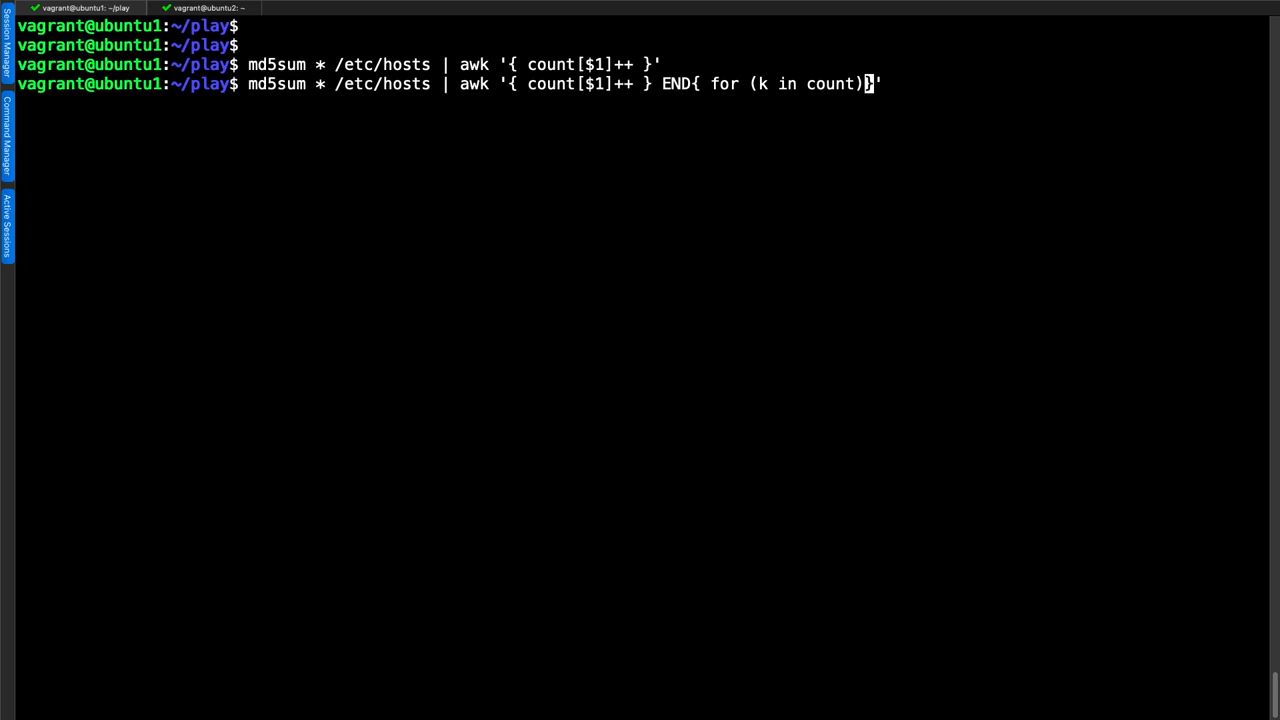 vagrant@ubuntu1: ~/play
vagrant@ubuntu2: ~
Session Manager
Command Manager
Active Sessions
vagrant@ubuntu1:~/play$
vagrant@ubuntu1:~/play$
vagrant@ubuntu1:~/play$ md5sum * /etc/hosts | awk '{ count[$1]++ }'
vagrant@ubuntu1:~/play$ md5sum * /etc/hosts | awk '{ count[$1]++ } END{ for (k in count)}'